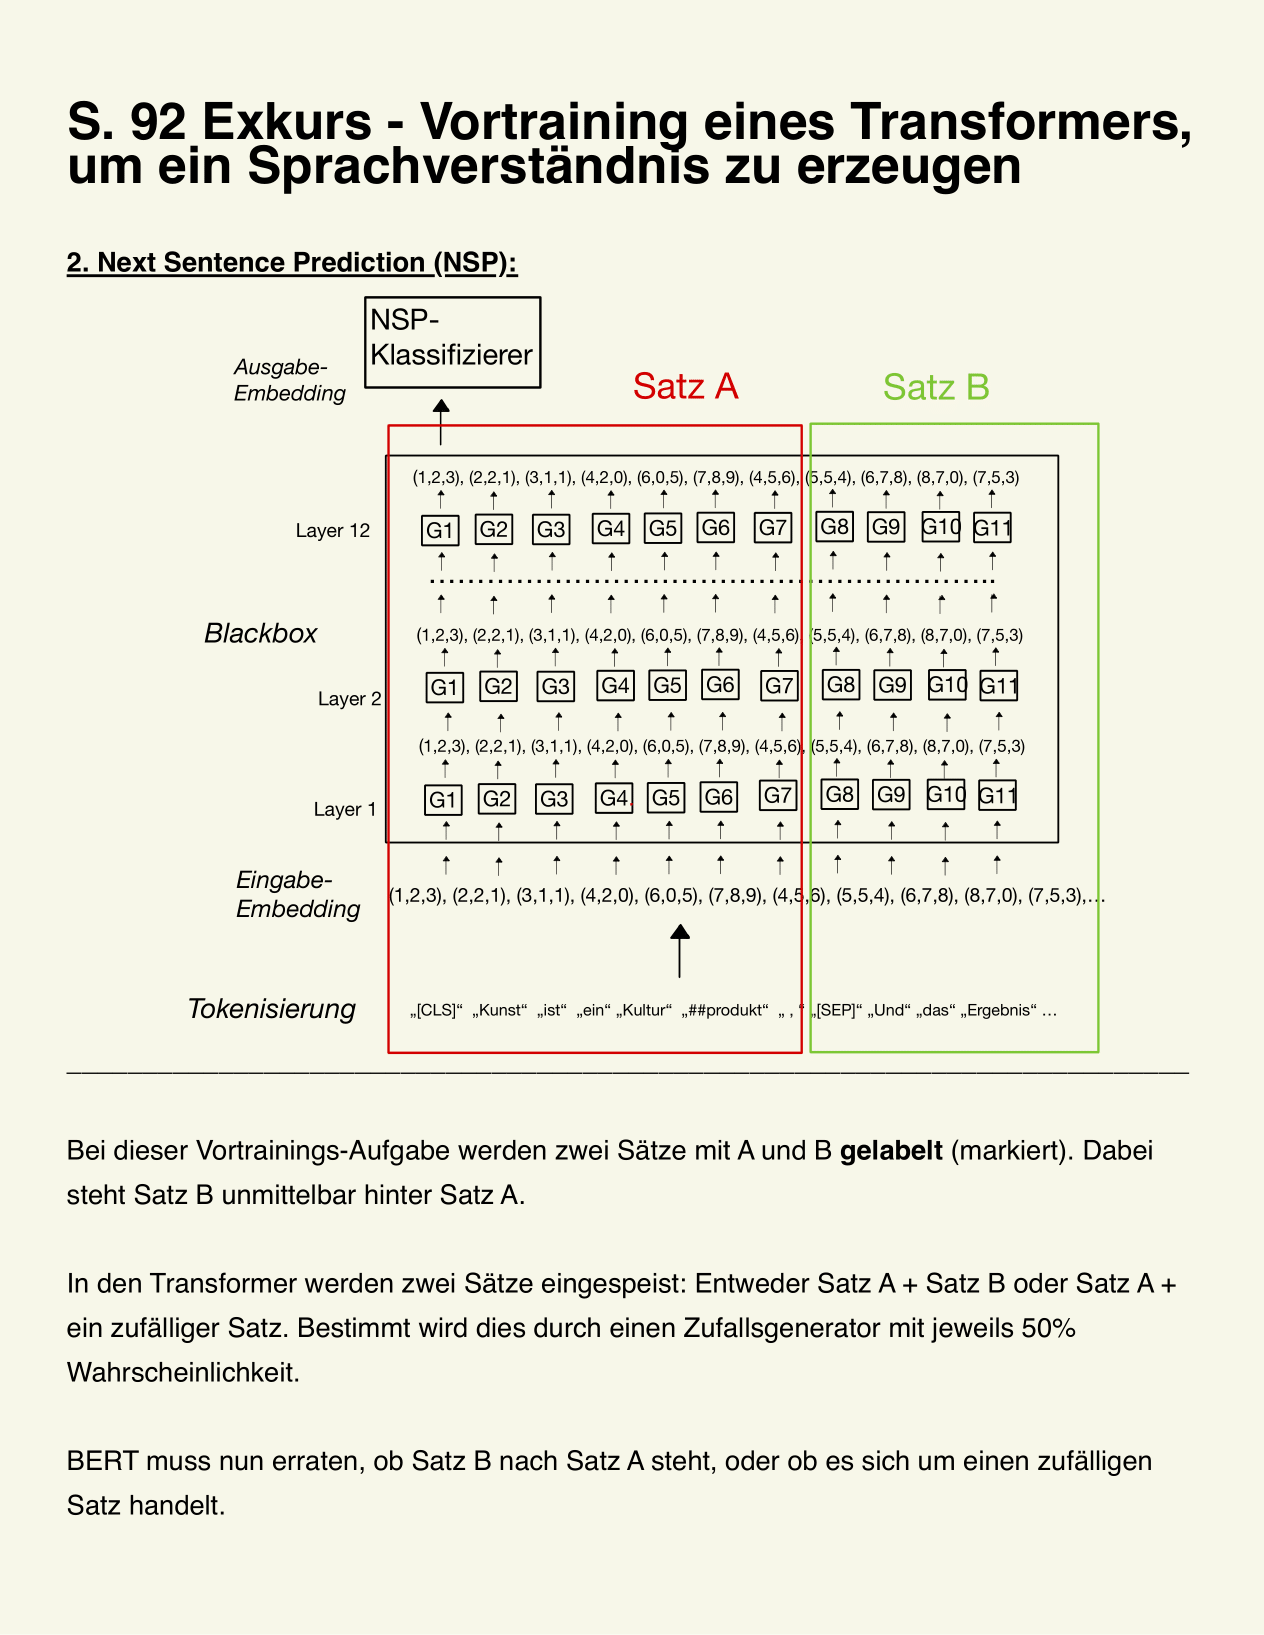 S. 92 Exkurs - Vortraining eines Transformers,
um ein Sprachverständnis zu erzeugen
2. Next Sentence Prediction (NSP):
NSP-
Klassifizierer
Ausgabe-
Embedding
Satz A
Satz B
(1,2,3), (2,2,1), (3,1,1), (4,2,0), (6,0,5), (7,8,9), (4,5,6), (5,5,4), (6,7,8), (8,7,0), (7,5,3)
Layer 12
G1 G2 G3 G4 G5 G6 G7 G8 G9 G10 G11
Blackbox
(1,2,3), (2,2,1), (3,1,1), (4,2,0), (6,0,5), (7,8,9), (4,5,6), (5,5,4), (6,7,8), (8,7,0), (7,5,3)
Layer 2
G1 G2 G3 G4 G5 G6 G7 G8 G9 G10 G11
(1,2,3), (2,2,1), (3,1,1), (4,2,0), (6,0,5), (7,8,9), (4,5,6), (5,5,4), (6,7,8), (8,7,0), (7,5,3)
Layer 1
G1 G2 G3 G4. G5 G6 G7 G8 G9 G10 G11
Eingabe-
Embedding
(1,2,3), (2,2,1), (3,1,1), (4,2,0), (6,0,5), (7,8,9), (4,5,6), (5,5,4), (6,7,8), (8,7,0), (7,5,3),…
Tokenisierung
„[CLS]“ „Kunst“ „ist“ „ein“ „Kultur“ „##produkt“ „ , “ „[SEP]“ „Und“ „das“ „Ergebnis“ …
Bei dieser Vortrainings-Aufgabe werden zwei Sätze mit A und B gelabelt (markiert). Dabei
steht Satz B unmittelbar hinter Satz A.
In den Transformer werden zwei Sätze eingespeist: Entweder Satz A + Satz B oder Satz A +
ein zufälliger Satz. Bestimmt wird dies durch einen Zufallsgenerator mit jeweils 50%
Wahrscheinlichkeit.
BERT muss nun erraten, ob Satz B nach Satz A steht, oder ob es sich um einen zufälligen
Satz handelt.